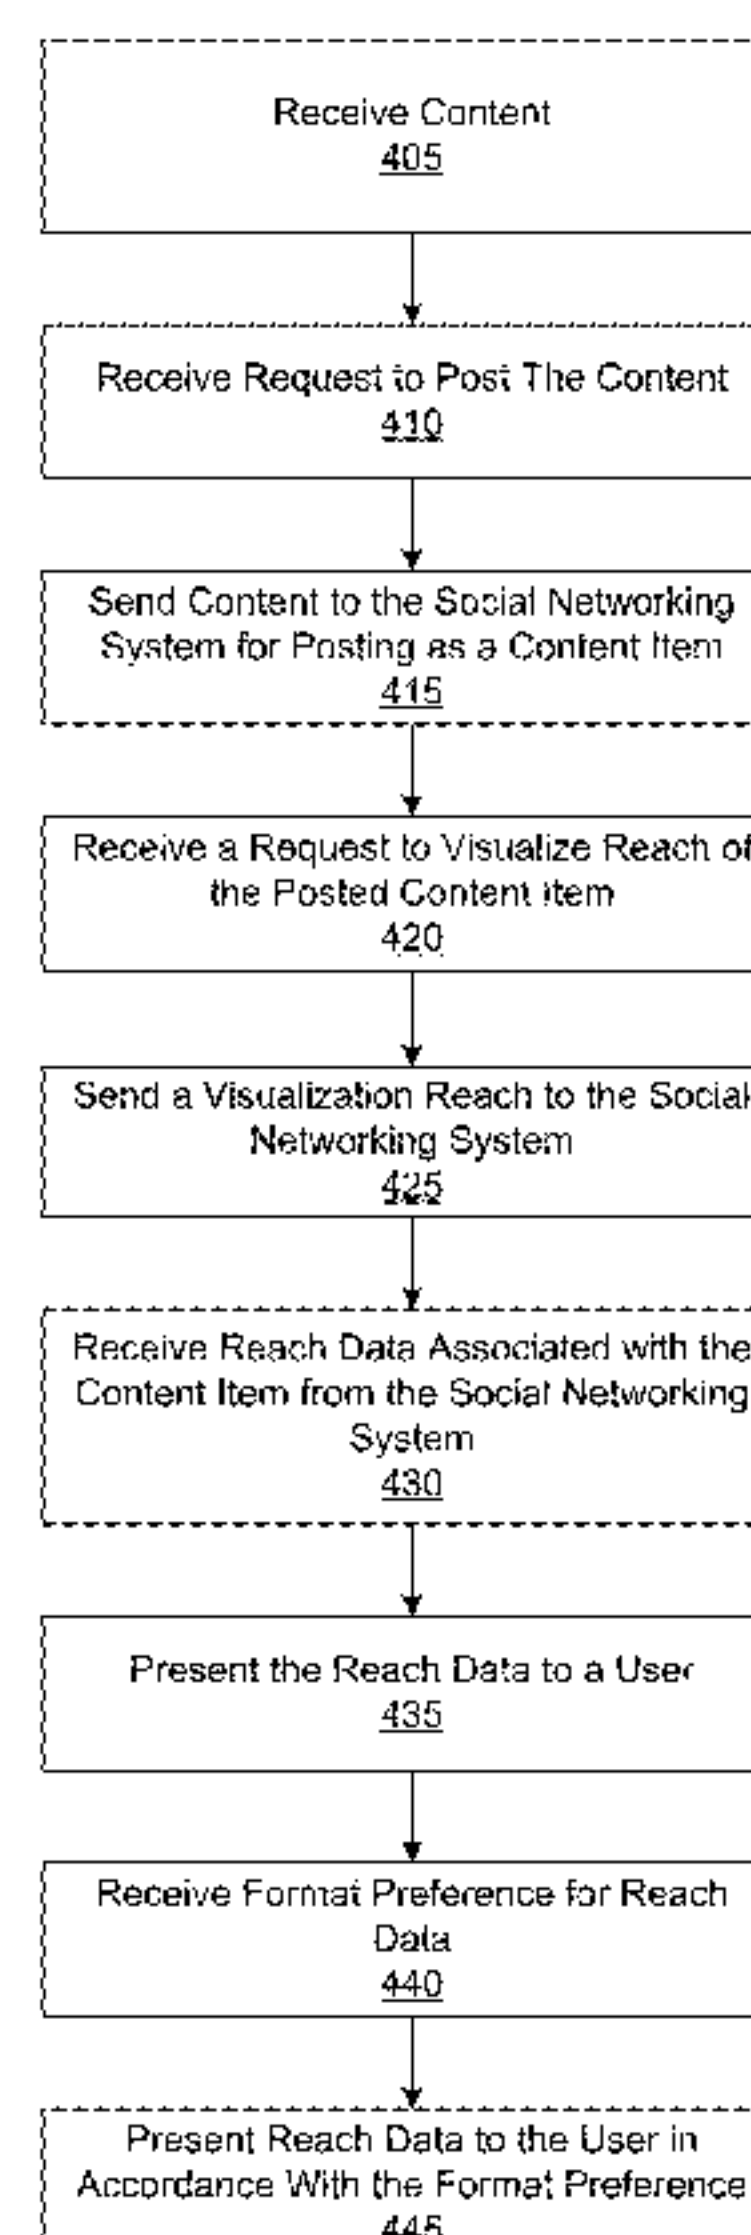 Receive Content
405
Receive Request to Post The Content
410
Send Content to the Social Networking
System for Posting as a Content Item
415
Receive a Request to Visualize Reach of
the Posted Content Item
420
Send a Visualization Reach to the Social
Networking System
425
Receive Reach Data Associated with the
Content Item from the Social Networking
System
430
Present the Reach Data to a User
435
Receive Format Preference for Reach
Data
440
Present Reach Data to the User in
Accordance With the Format Preference
445